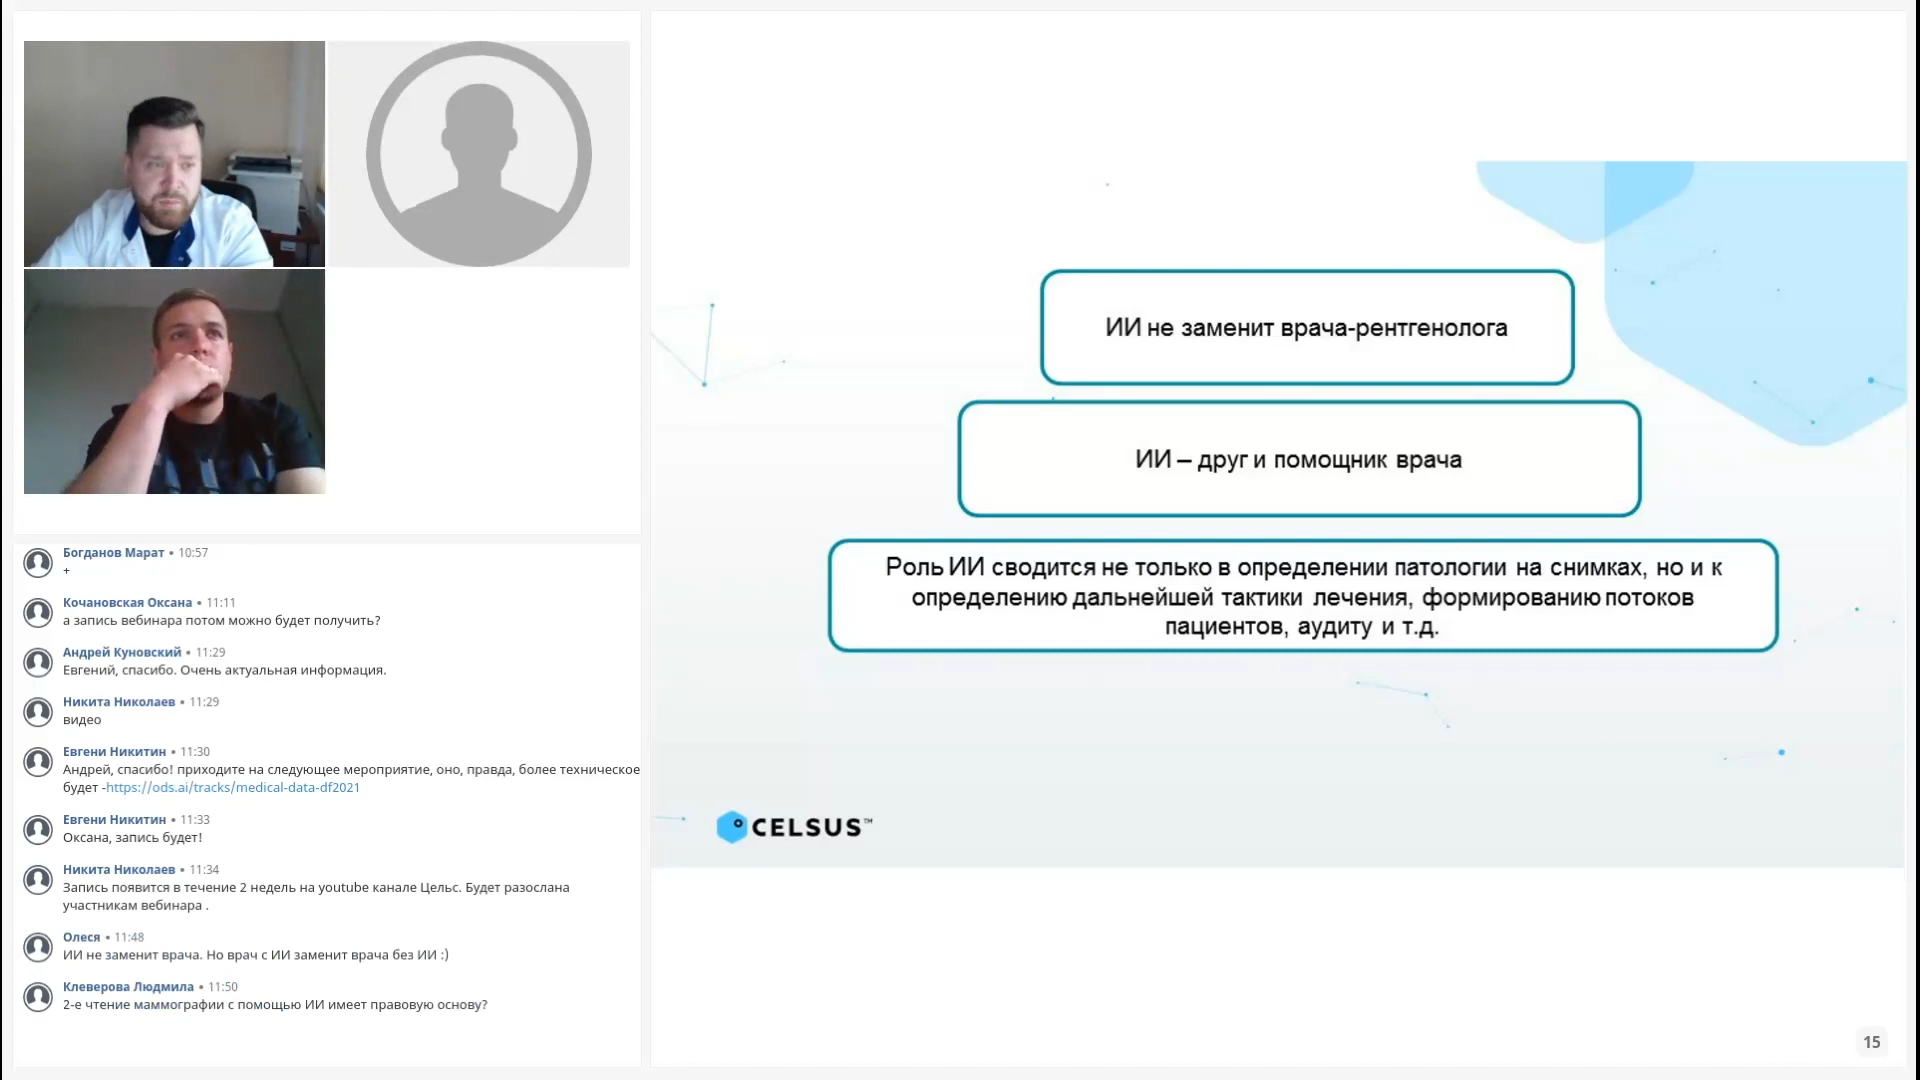 Богданов Марат • 10:57
+
Кочановская Оксана • 11:11
а запись вебинара потом можно будет получить?
Андрей Куновский • 11:29
Евгений, спасибо. Очень актуальная информация.
Никита Николаев • 11:29
видео
Евгени Никитин • 11:30
Андрей, спасибо! приходите на следующее мероприятие, оно, правда, более техническое
будет -https://ods.ai/tracks/medical-data-df2021
Евгени Никитин • 11:33
Оксана, запись будет!
Никита Николаев • 11:34
Запись появится в течение 2 недель на youtube канале Цельс. Будет разослана
участникам вебинара .
Олеся • 11:48
ИИ не заменит врача. Но врач с ИИ заменит врача без ИИ :)
Клеверова Людмила • 11:50
2-е чтение маммографии с помощью ИИ имеет правовую основу?
ИИ не заменит врача-рентгенолога
ИИ – друг и помощник врача
Роль ИИ сводится не только в определении патологии на снимках, но и к
определению дальнейшей тактики лечения, формированию потоков
пациентов, аудиту и т.д.
CELSUS™
15